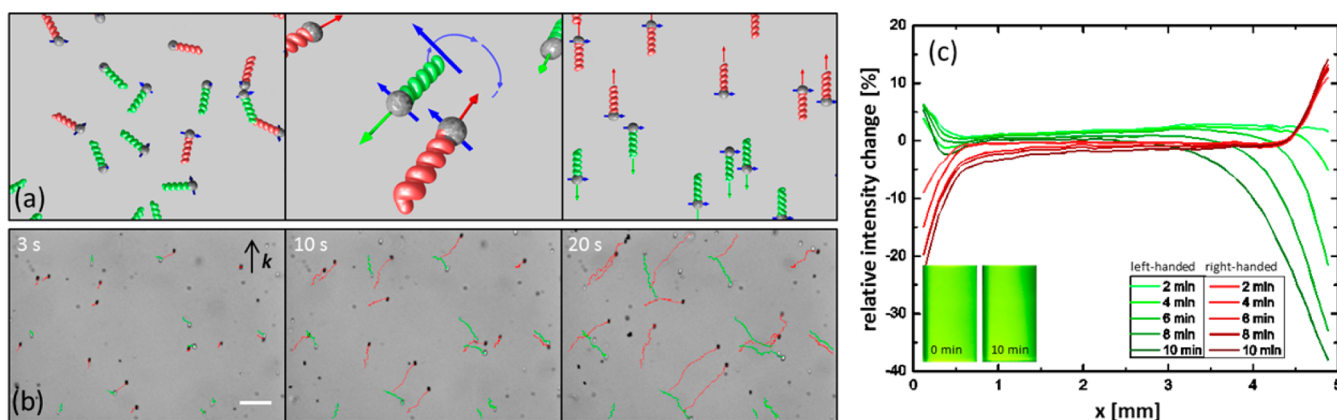 (a)
3 s
k
10 s
20 s
(b)
(c)
relative intensity change [%]
20
10
0
-10
-20
-30
-40
0 min
10 min
left-handed
right-handed
2 min
4 min
6 min
8 min
10 min
2 min
4 min
6 min
8 min
10 min
0
1
2
3
4
5
x [mm]